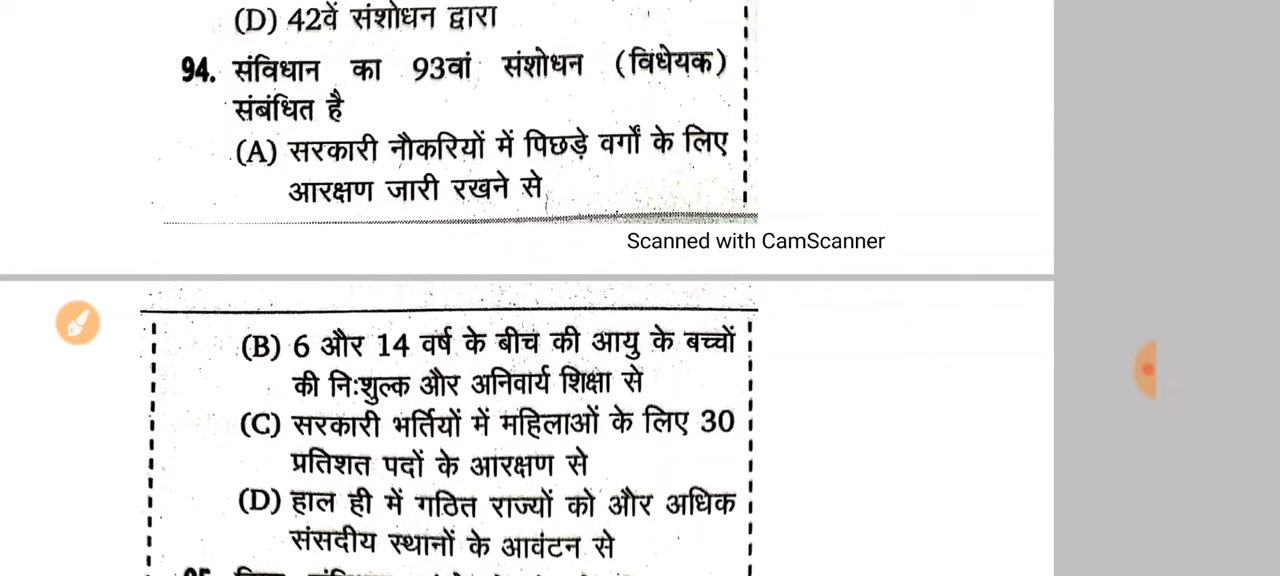 (D) 42वें संशोधन द्वारा
94. संविधान का 93वां संशोधन (विधेयक)
संबंधित है
(A) सरकारी नौकरियों में पिछड़े वर्गों के लिए
आरक्षण जारी रखने से
Scanned with CamScanner
(B) 6 और 14 वर्ष के बीच की आयु के बच्चों
की निःशुल्क और अनिवार्य शिक्षा से
(C) सरकारी भर्तियों में महिलाओं के लिए 30
प्रतिशत पदों के आरक्षण से
(D) हाल ही में गठित राज्यों को और अधिक
संसदीय स्थानों के आवंटन से